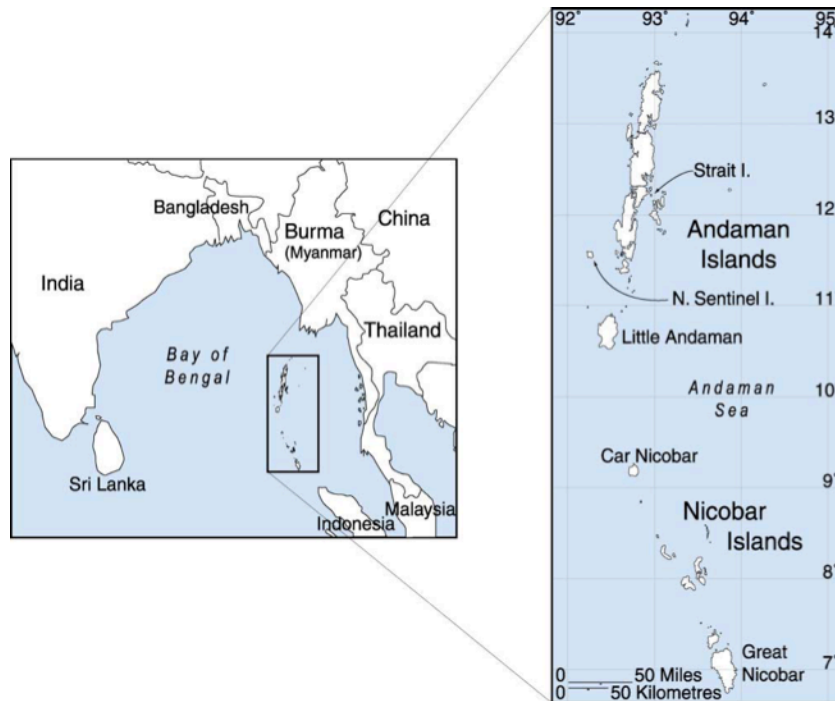 Bangladesh
China
Burma
(Myanmar)
India
Thailand
Bay of
Bengal
Sri Lanka
Malaysia
Indonesia
92° 93° 94° 95°
14°
13°
Strait I.
12°
Andaman
Islands
N. Sentinel I.
11°
Little Andaman
10°
Andaman
Sea
Car Nicobar
9°
Nicobar
Islands
8°
Great
Nicobar
7°
0 50 Miles
0 50 Kilometres